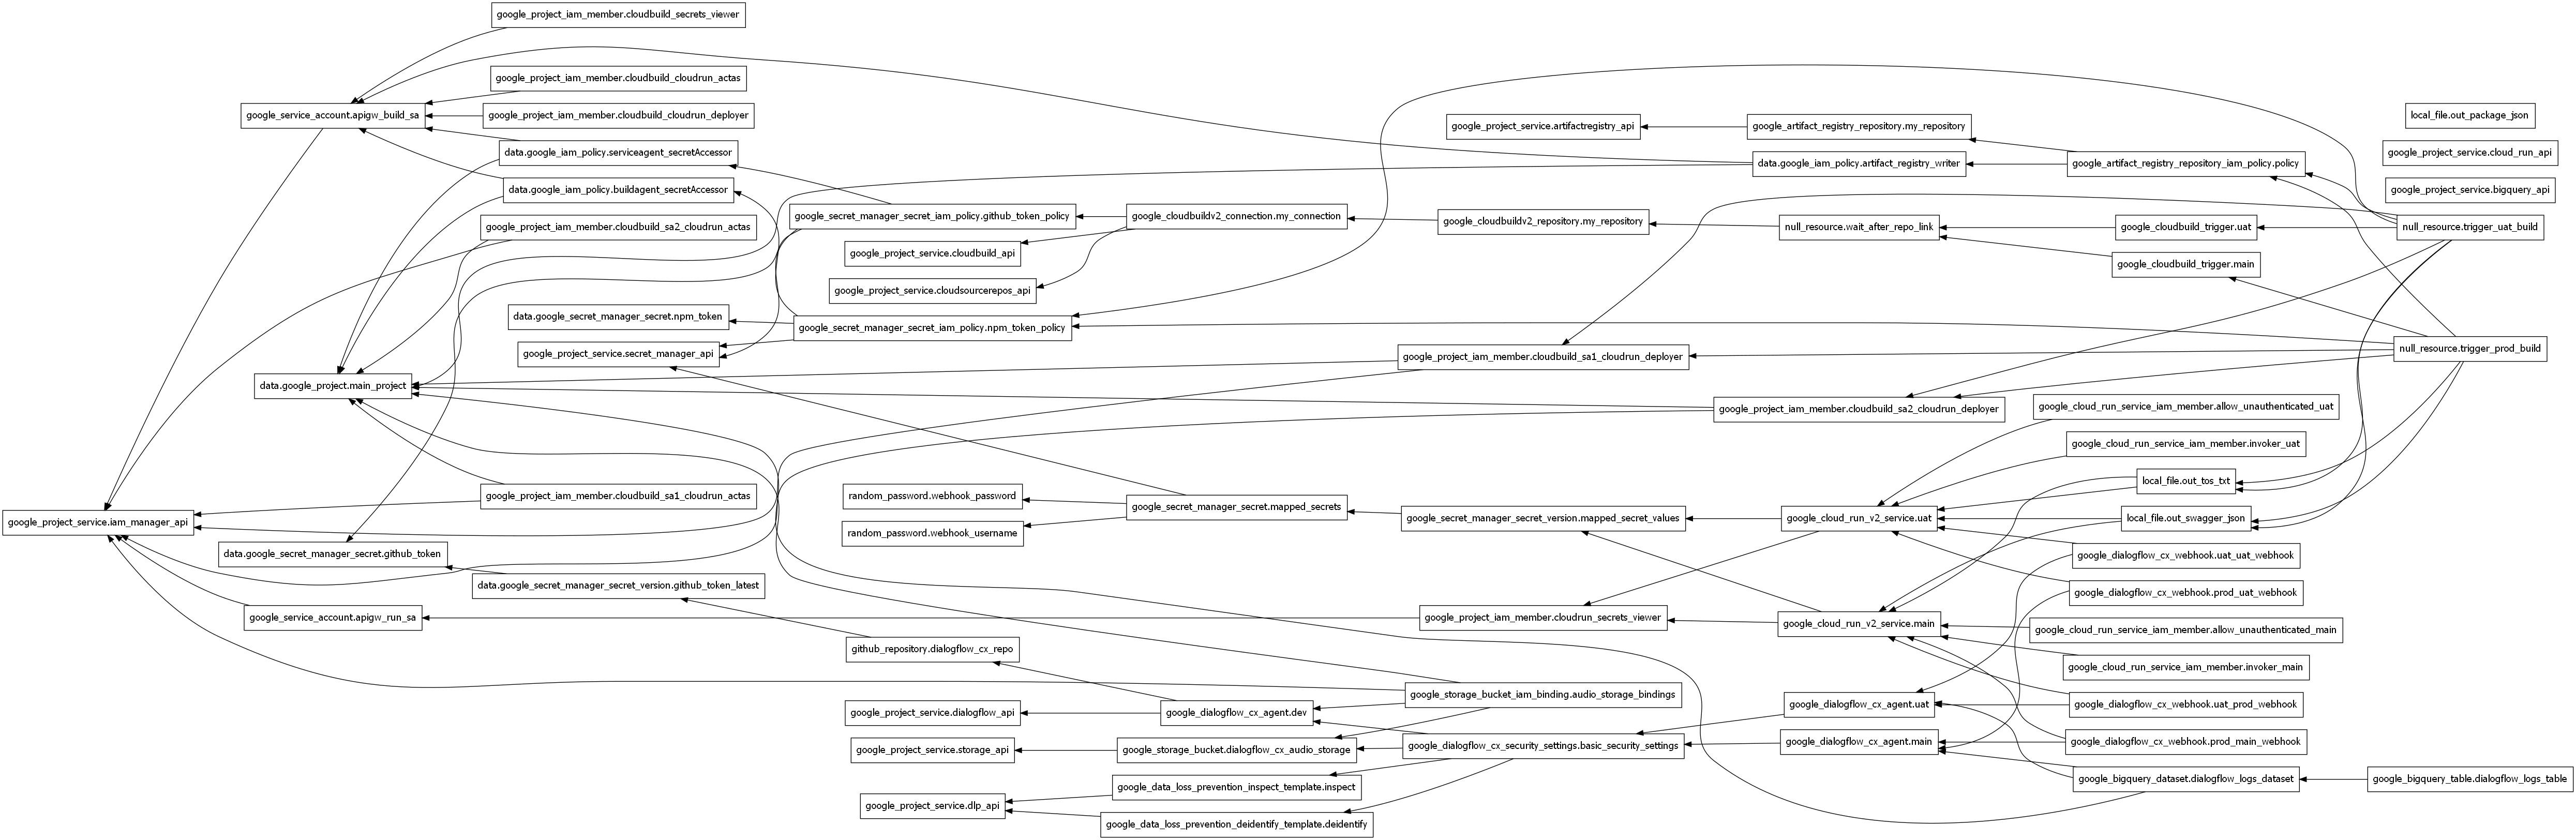 google_project_iam_member.cloudbuild_secrets_viewer
google_project_iam_member.cloudbuild_cloudrun_actas
google_service_account.apigw_build_sa
google_project_iam_member.cloudbuild_cloudrun_deployer
local_file.out_package_json
google_project_service.artifactregistry_api
google_artifact_registry_repository.my_repository
data.google_iam_policy.serviceagent_secretAccessor
google_project_service.cloud_run_api
data.google_iam_policy.artifact_registry_writer
google_artifact_registry_repository_iam_policy.policy
data.google_iam_policy.buildagent_secretAccessor
google_project_service.bigquery_api
google_secret_manager_secret_iam_policy.github_token_policy
google_cloudbuildv2_connection.my_connection
google_cloudbuildv2_repository.my_repository
google_project_iam_member.cloudbuild_sa2_cloudrun_actas
null_resource.wait_after_repo_link
google_cloudbuild_trigger.uat
null_resource.trigger_uat_build
google_project_service.cloudbuild_api
google_cloudbuild_trigger.main
google_project_service.cloudsourcerepos_api
data.google_secret_manager_secret.npm_token
google_secret_manager_secret_iam_policy.npm_token_policy
google_project_service.secret_manager_api
google_project_iam_member.cloudbuild_sa1_cloudrun_deployer
null_resource.trigger_prod_build
data.google_project.main_project
google_project_iam_member.cloudbuild_sa2_cloudrun_deployer
google_cloud_run_service_iam_member.allow_unauthenticated_uat
google_cloud_run_service_iam_member.invoker_uat
local_file.out_tos_txt
google_project_iam_member.cloudbuild_sa1_cloudrun_actas
random_password.webhook_password
google_secret_manager_secret.mapped_secrets
google_project_service.iam_manager_api
google_secret_manager_secret_version.mapped_secret_values
google_cloud_run_v2_service.uat
local_file.out_swagger_json
random_password.webhook_username
data.google_secret_manager_secret.github_token
google_dialogflow_cx_webhook.uat_uat_webhook
data.google_secret_manager_secret_version.github_token_latest
google_dialogflow_cx_webhook.prod_uat_webhook
google_service_account.apigw_run_sa
google_project_iam_member.cloudrun_secrets_viewer
google_cloud_run_v2_service.main
google_cloud_run_service_iam_member.allow_unauthenticated_main
github_repository.dialogflow_cx_repo
google_cloud_run_service_iam_member.invoker_main
google_storage_bucket_iam_binding.audio_storage_bindings
google_dialogflow_cx_agent.uat
google_dialogflow_cx_webhook.uat_prod_webhook
google_project_service.dialogflow_api
google_dialogflow_cx_agent.dev
google_project_service.storage_api
google_storage_bucket.dialogflow_cx_audio_storage
google_dialogflow_cx_security_settings.basic_security_settings
google_dialogflow_cx_agent.main
google_dialogflow_cx_webhook.prod_main_webhook
google_data_loss_prevention_inspect_template.inspect
google_bigquery_dataset.dialogflow_logs_dataset
google_bigquery_table.dialogflow_logs_table
google_project_service.dlp_api
google_data_loss_prevention_deidentify_template.deidentify